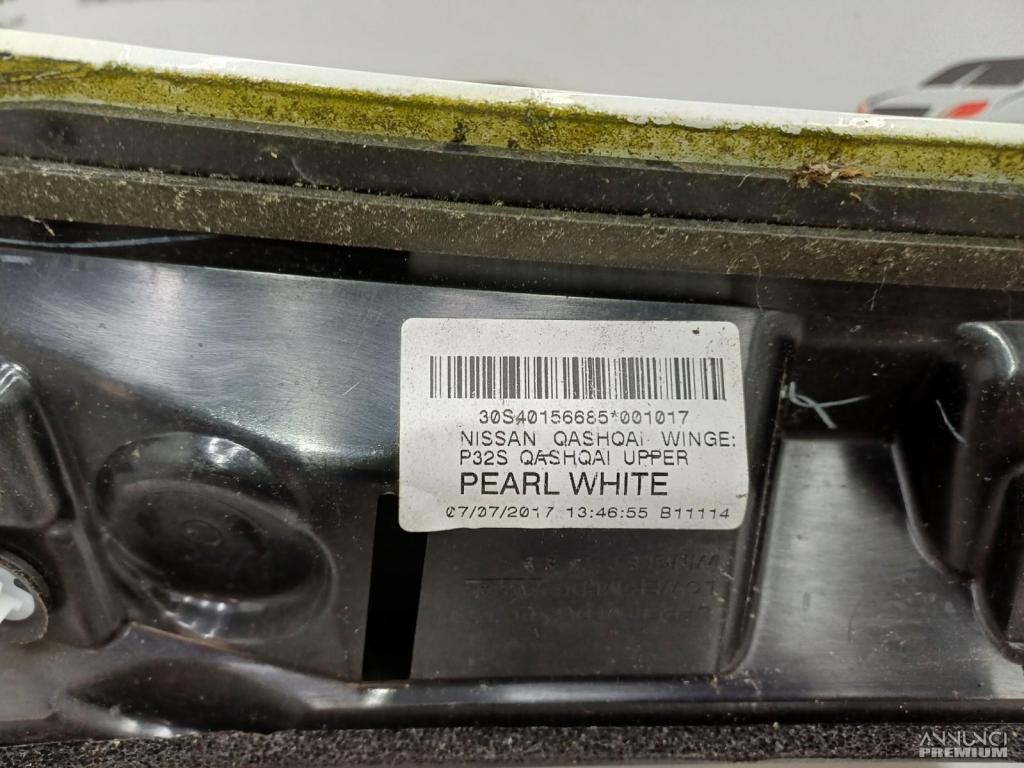 30S40156685*001017
NISSAN QASHQAI WINGE:
P32S QASHQAI UPPER
PEARL WHITE
07/07/2017 13:46:55 B11114
ANNUNCI
PREMIUM